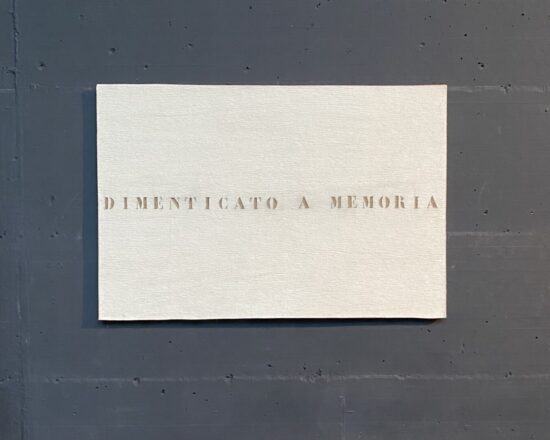 DIMENTICATO A MEMORIA